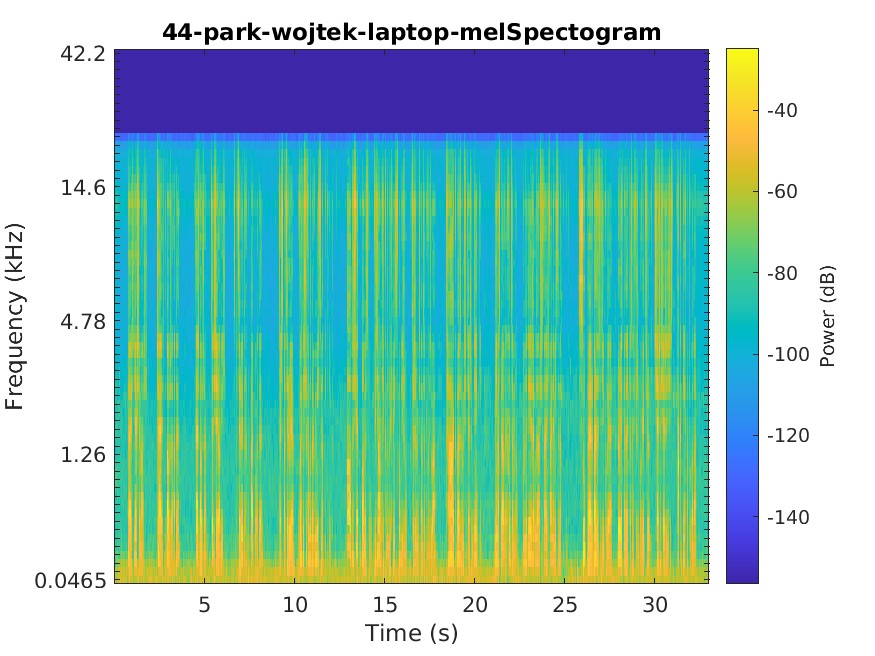 44-park-wojtek-laptop-melSpectogram
42.2
14.6
4.78
1.26
0.0465
Frequency (kHz)
5 10 15 20 25 30
Time (s)
-40
-60
-80
-100
-120
-140
Power (dB)